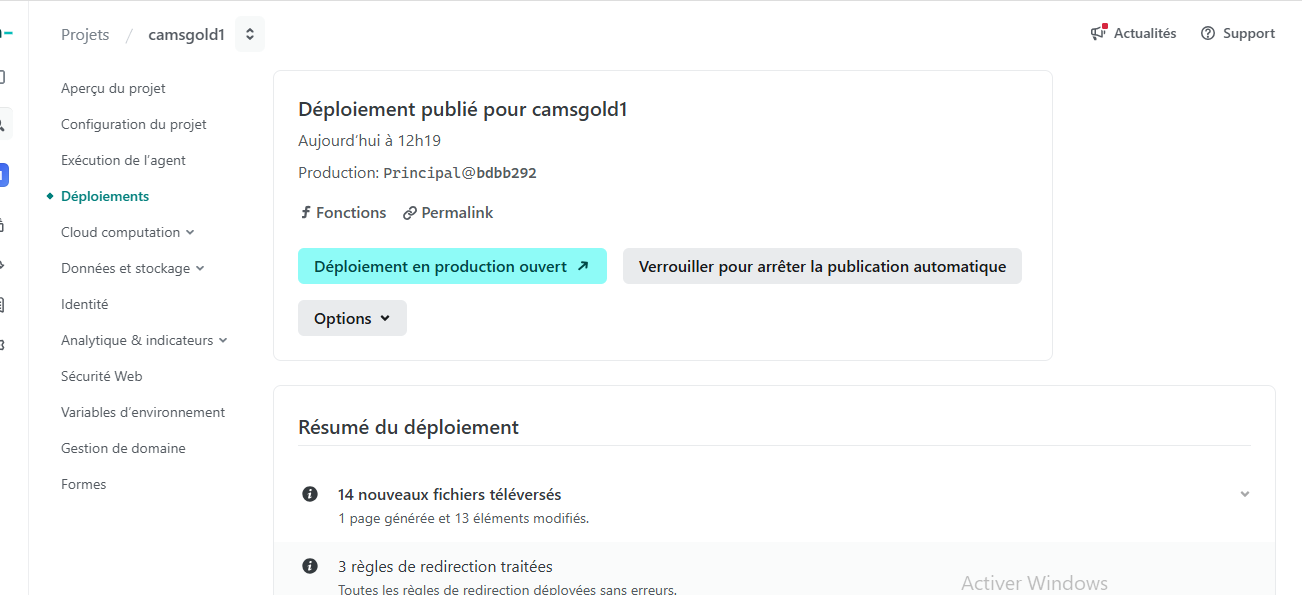 Projets / camsgold1
Actualités
Support
Aperçu du projet
Configuration du projet
Exécution de l'agent
Déploiements
Cloud computation
Données et stockage
Identité
Analytique & indicateurs
Sécurité Web
Variables d'environnement
Gestion de domaine
Formes
Déploiement publié pour camsgold1
Aujourd'hui à 12h19
Production: Principal@bdbb292
Fonctions
Permalink
Déploiement en production ouvert
Verrouiller pour arrêter la publication automatique
Options
Résumé du déploiement
14 nouveaux fichiers téléversés
1 page générée et 13 éléments modifiés.
3 règles de redirection traitées
Toutes les règles de redirection déployées sans erreurs.
Activer Windows